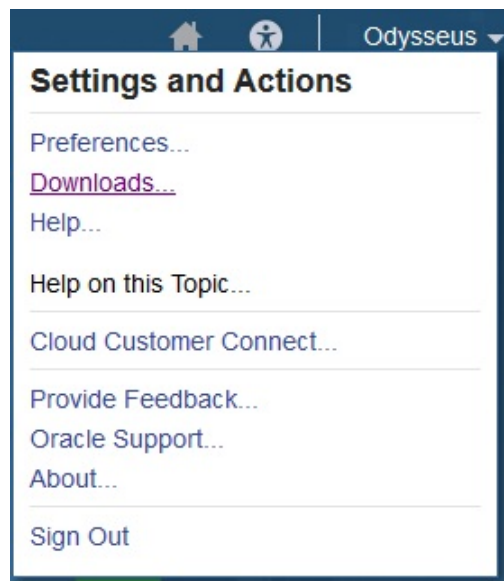 Odysseus
Settings and Actions
Preferences...
Downloads...
Help...
Help on this Topic...
Cloud Customer Connect...
Provide Feedback...
Oracle Support...
About...
Sign Out